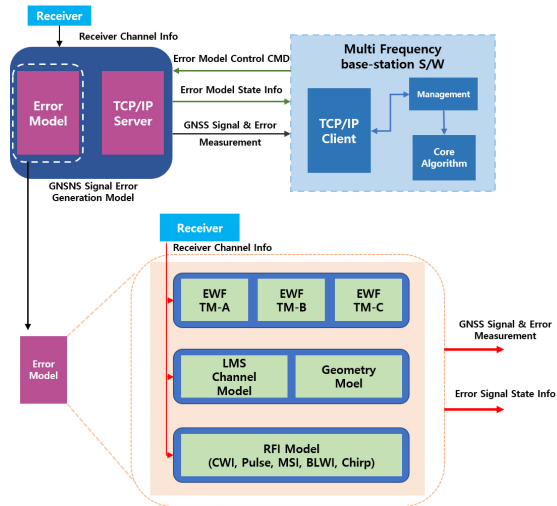 Receiver
Receiver Channel Info
Error
Model
TCP/IP
Server
GNSNS Signal Error
Generation Model
Error Model Control CMD
Error Model State Info
GNSS Signal & Error
Measurement
Multi Frequency
base-station S/W
TCP/IP
Client
Management
Core
Algorithm
Receiver
Receiver Channel Info
Error
Model
EWF
TM-A
EWF
TM-B
EWF
TM-C
LMS
Channel
Model
Geometry
Moel
RFI Model
(CWI, Pulse, MSI, BLWI, Chirp)
GNSS Signal & Error
Measurement
Error Signal State Info